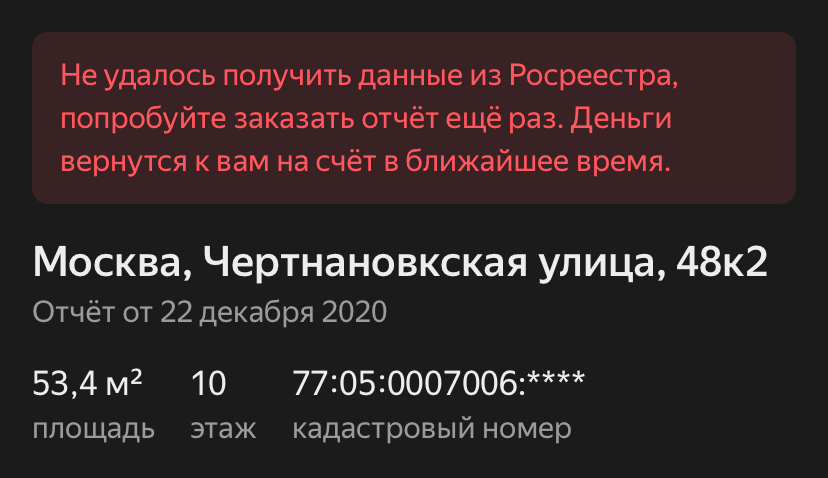 Не удалось получить данные из Росреестра,
попробуйте заказать отчёт ещё раз. Деньги
вернутся к вам на счёт в ближайшее время.
Москва, Чертнановкская улица, 48к2
Отчёт от 22 декабря 2020
53,4 м² 10 77:05:0007006:****
площадь этаж кадастровый номер